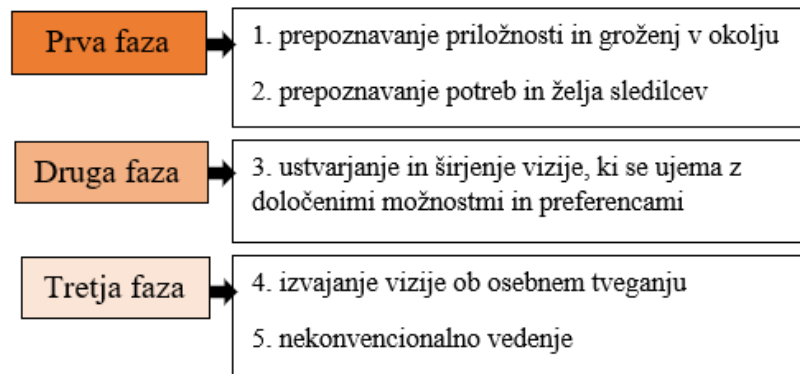 Prva faza
1. prepoznavanje priložnosti in groženj v okolju
2. prepoznavanje potreb in želja sledilcev
Druga faza
3. ustvarjanje in širjenje vizije, ki se ujema z
določenimi možnostmi in preferencami
Tretja faza
4. izvajanje vizije ob osebnem tveganju
5. nekonvencionalno vedenje